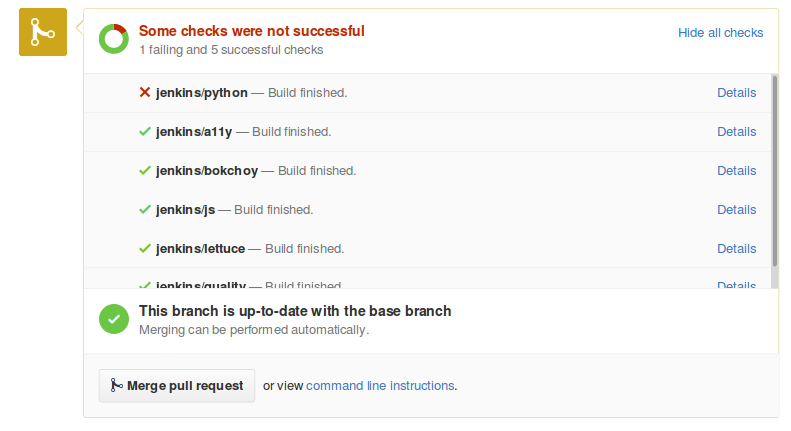 Some checks were not successful
1 failing and 5 successful checks
Hide all checks
jenkins/python — Build finished. Details
jenkins/a11y — Build finished. Details
jenkins/bokchoy — Build finished. Details
jenkins/js — Build finished. Details
jenkins/lettuce — Build finished. Details
jenkins/quality — Build finished. Details
This branch is up-to-date with the base branch
Merging can be performed automatically.
Merge pull request or view command line instructions.